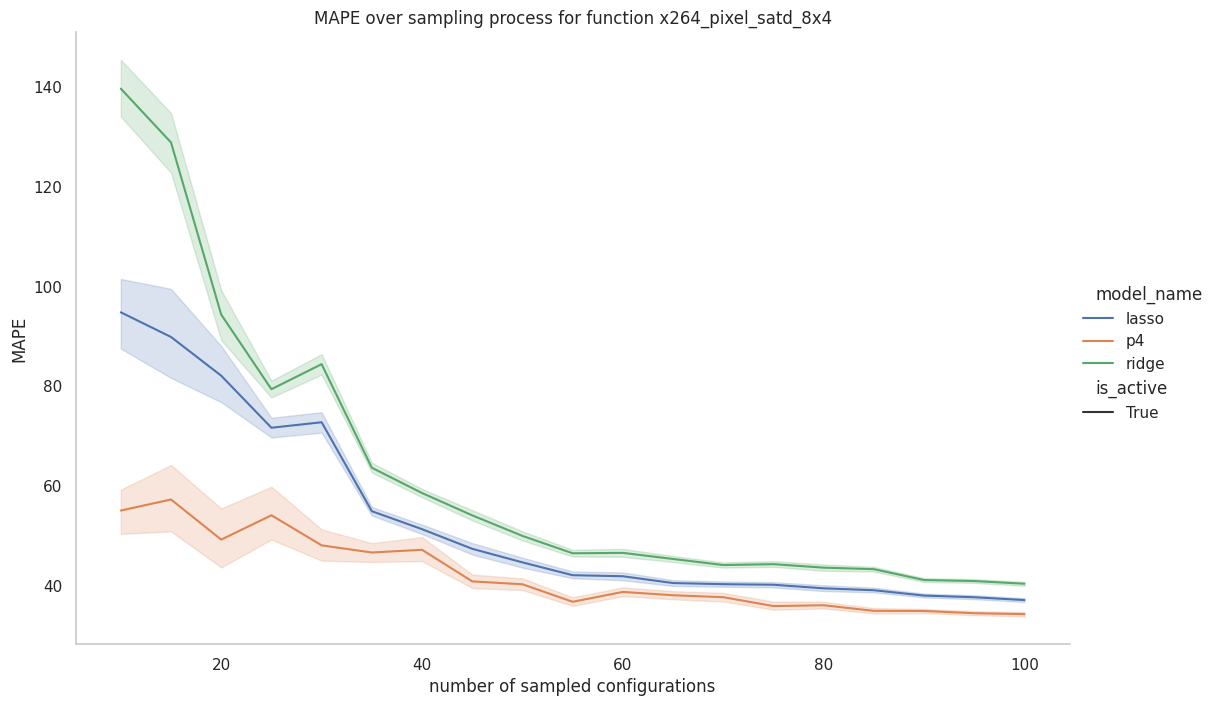 MAPE over sampling process for function x264_pixel_satd_8x4
MAPE
140
120
100
80
60
40
20
40
60
80
100
number of sampled configurations
model_name
lasso
p4
ridge
is_active
True